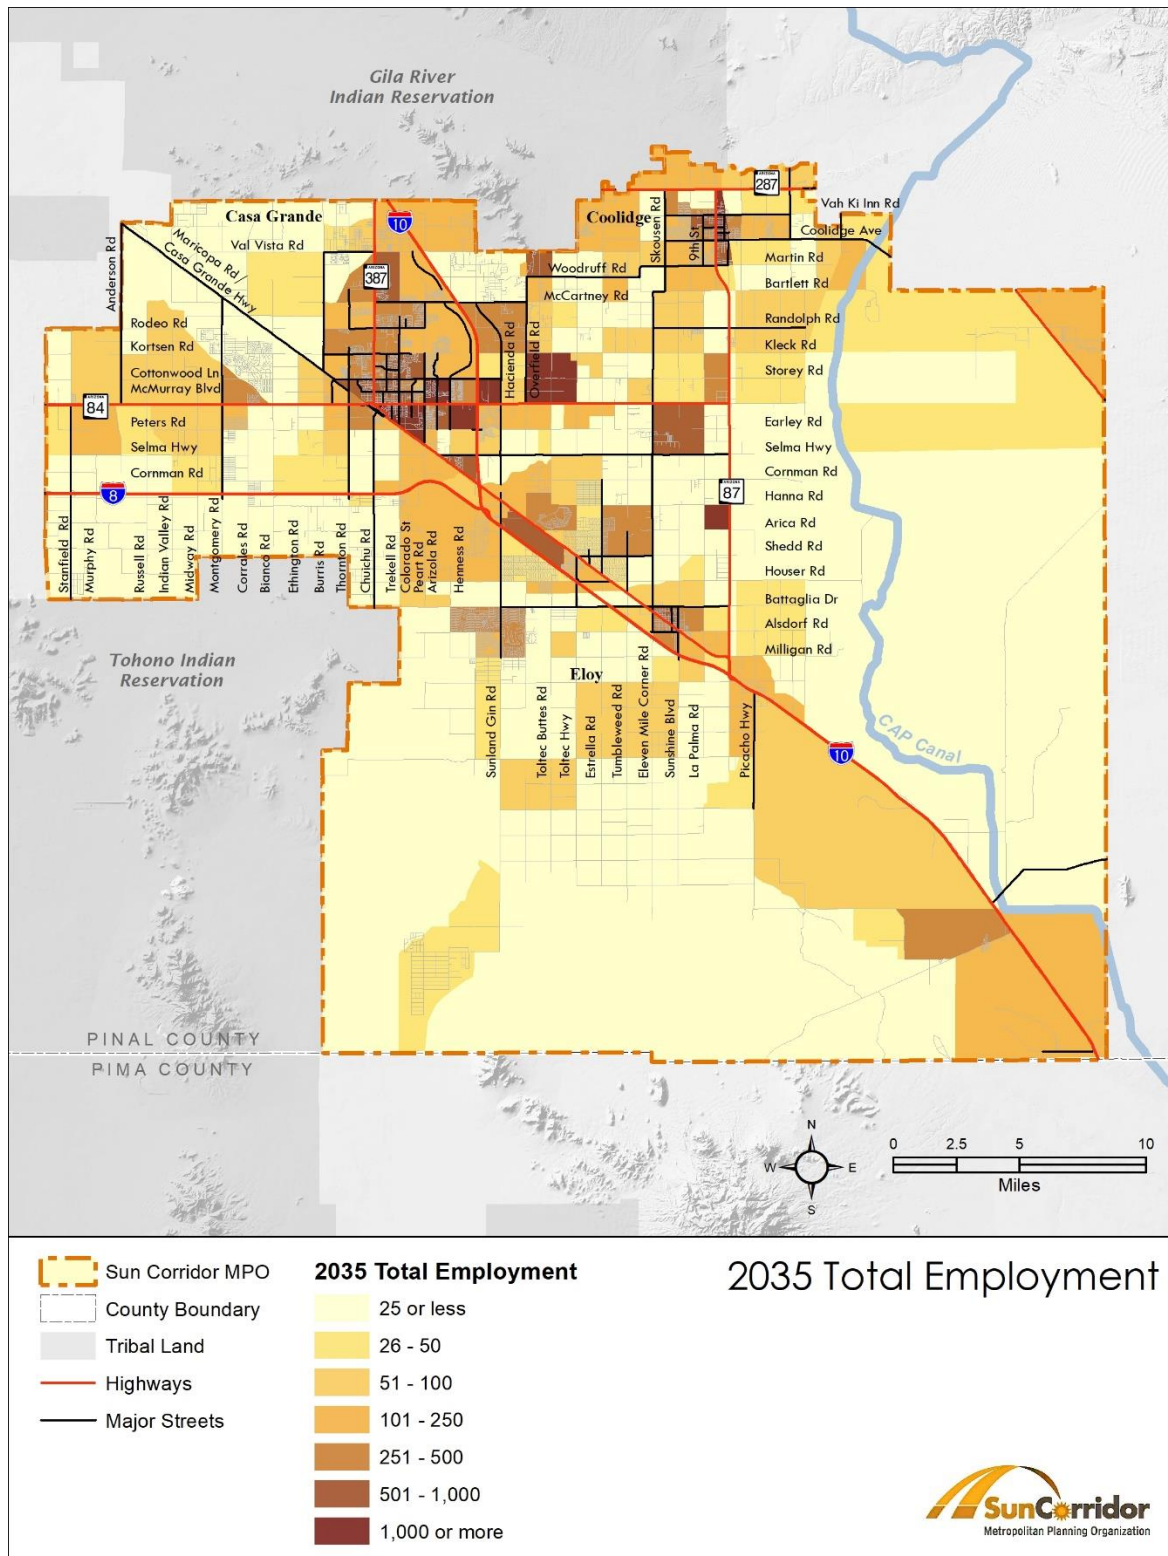 Gila River
Indian Reservation
ARIZONA
287
Vah Ki Inn Rd
Casa Grande
10
Coolidge
Skousen Rd
9th St
Coolidge Ave
Maricopa Rd /
Casa Grande Hwy
Val Vista Rd
Anderson Rd
ARIZONA
387
Woodruff Rd
Martin Rd
McCartney Rd
Bartlett Rd
Rodeo Rd
Hacienda Rd
Overfield Rd
Randolph Rd
Kortsen Rd
Kleck Rd
Cottonwood Ln
Storey Rd
McMurray Blvd
ARIZONA
84
Peters Rd
Earley Rd
Selma Hwy
Selma Hwy
Cornman Rd
Cornman Rd
8
ARIZONA
87
Hanna Rd
Arica Rd
Shedd Rd
Houser Rd
Stanfield Rd
Murphy Rd
Russell Rd
Indian Valley Rd
Midway Rd
Montgomery Rd
Corrales Rd
Bianco Rd
Ethington Rd
Burris Rd
Thornton Rd
Chuichu Rd
Trekell Rd
Colorado St
Peart Rd
Arizola Rd
Henness Rd
Battaglia Dr
Alsdorf Rd
Milligan Rd
Tohono Indian
Reservation
Eloy
Sunland Gin Rd
Toltec Buttes Rd
Toltec Hwy
Estrella Rd
Tumbleweed Rd
Eleven Mile Corner Rd
Sunshine Blvd
La Palma Rd
Picacho Hwy
10
CAP Canal
PINAL COUNTY
PIMA COUNTY
N
W
E
S
0 2.5 5 10
Miles
2035 Total Employment
Sun Corridor MPO
County Boundary
Tribal Land
Highways
Major Streets
2035 Total Employment
25 or less
26 - 50
51 - 100
101 - 250
251 - 500
501 - 1,000
1,000 or more
SunCorridor
Metropolitan Planning Organization